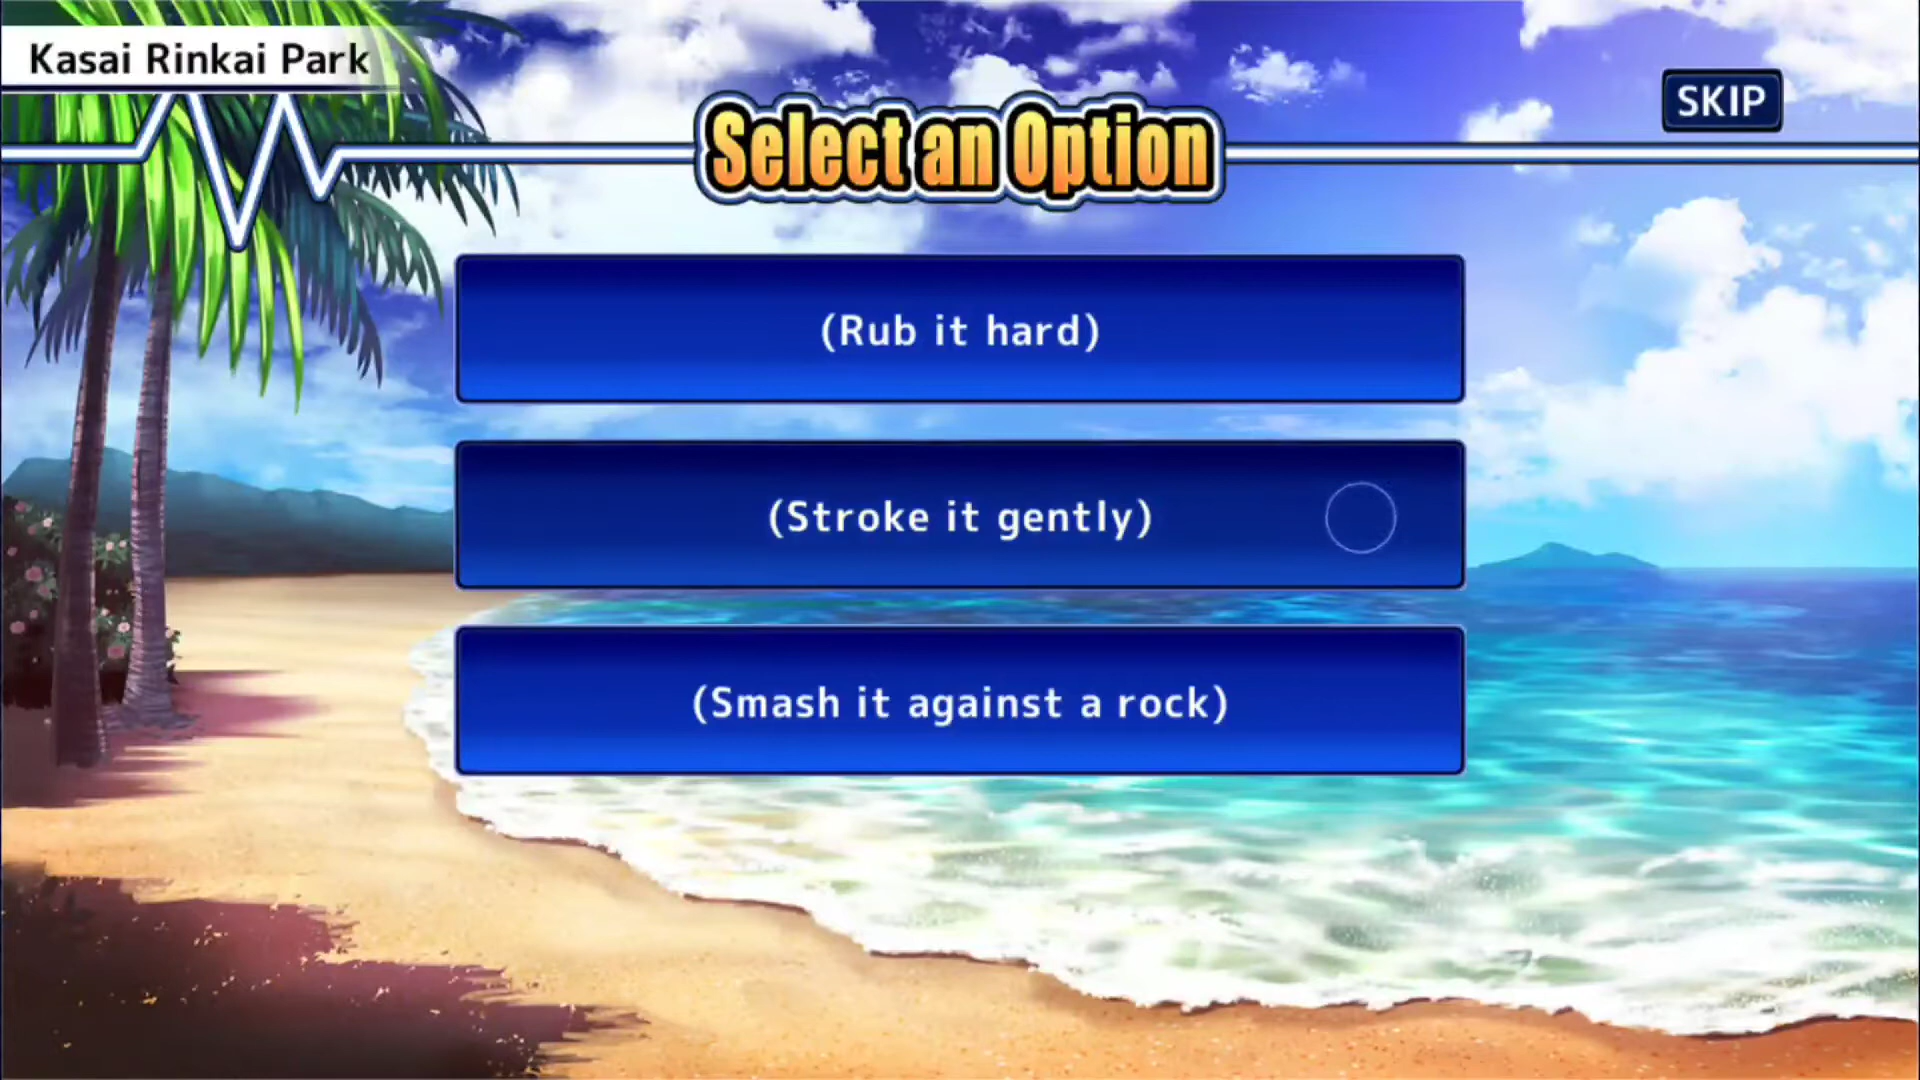 Kasai Rinkai Park
SKIP
Select an Option
(Rub it hard)
(Stroke it gently)
(Smash it against a rock)